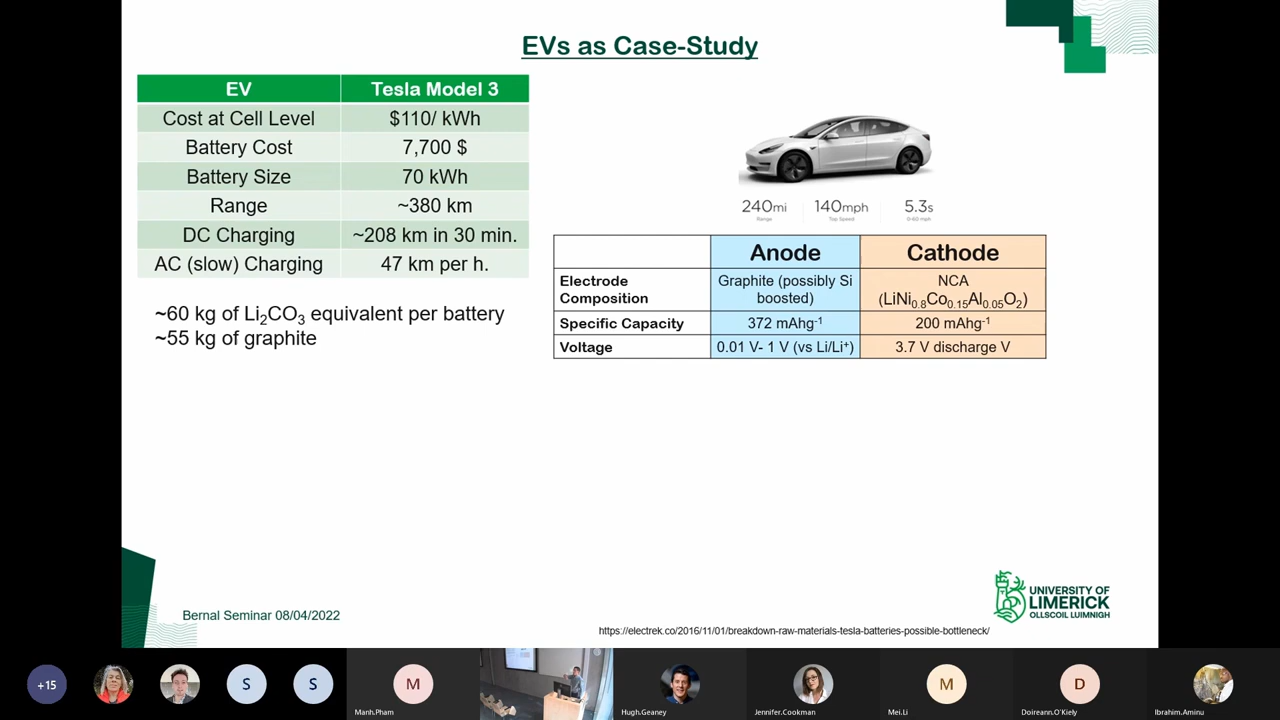 EVs as Case-Study
EV Tesla Model 3
Cost at Cell Level $110/ kWh
Battery Cost 7,700 $
Battery Size 70 kWh
Range ~380 km
DC Charging ~208 km in 30 min.
AC (slow) Charging 47 km per h.
~60 kg of Li₂CO₃ equivalent per battery
~55 kg of graphite
240mi 140mph 5.3s
Range Top Speed 0-60 mph
Anode Cathode
Electrode Composition Graphite (possibly Si boosted) NCA (LiNi₀.₈Co₀.₁₅Al₀.₀₅O₂)
Specific Capacity 372 mAhg⁻¹ 200 mAhg⁻¹
Voltage 0.01 V- 1 V (vs Li/Li⁺) 3.7 V discharge V
Bernal Seminar 08/04/2022
UNIVERSITY OF
LIMERICK
OLLSCOIL LUIMNIGH
https://electrek.co/2016/11/01/breakdown-raw-materials-tesla-batteries-possible-bottleneck/
+15 S S M M D
Manh.Pham Hugh.Geaney Jennifer.Cookman Mei.Li Doireann.O'Kiely Ibrahim.Aminu